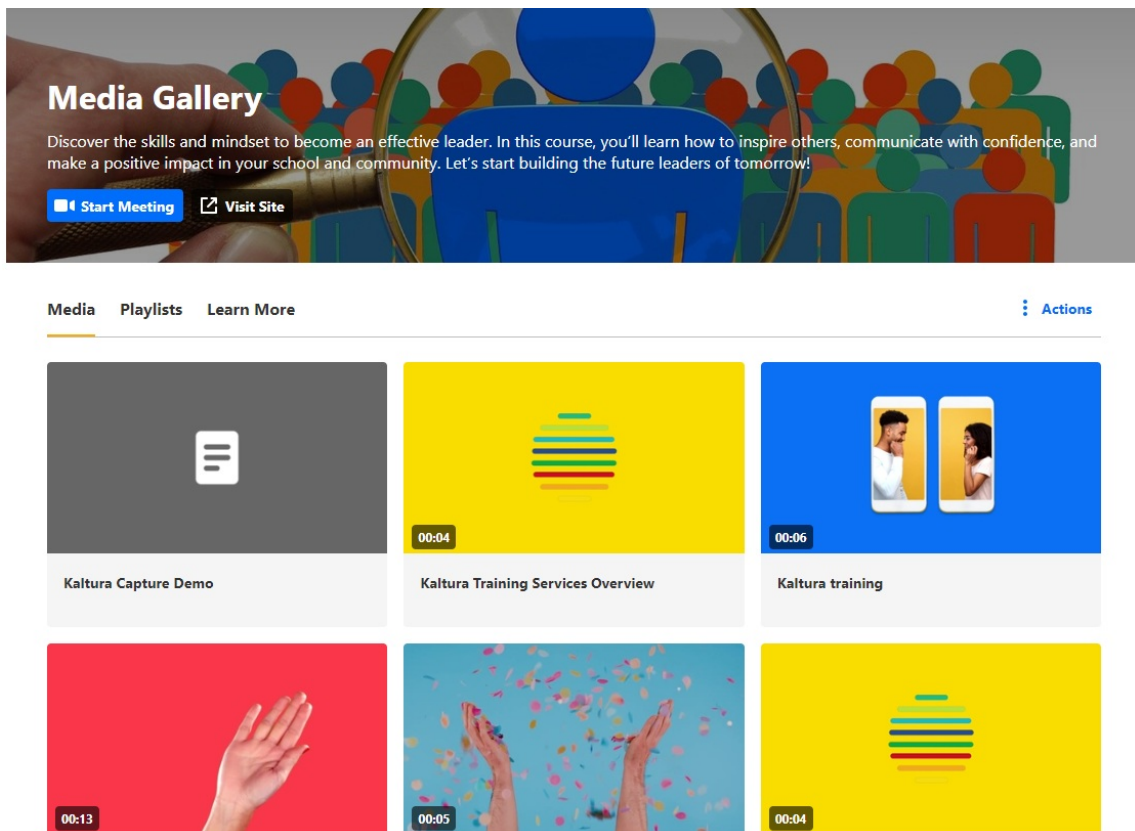 Media Gallery
Discover the skills and mindset to become an effective leader. In this course, you’ll learn how to inspire others, communicate with confidence, and
make a positive impact in your school and community. Let’s start building the future leaders of tomorrow!
Start Meeting Visit Site
Media Playlists Learn More Actions
00:04 00:06
Kaltura Capture Demo Kaltura Training Services Overview Kaltura training
00:13 00:05 00:04